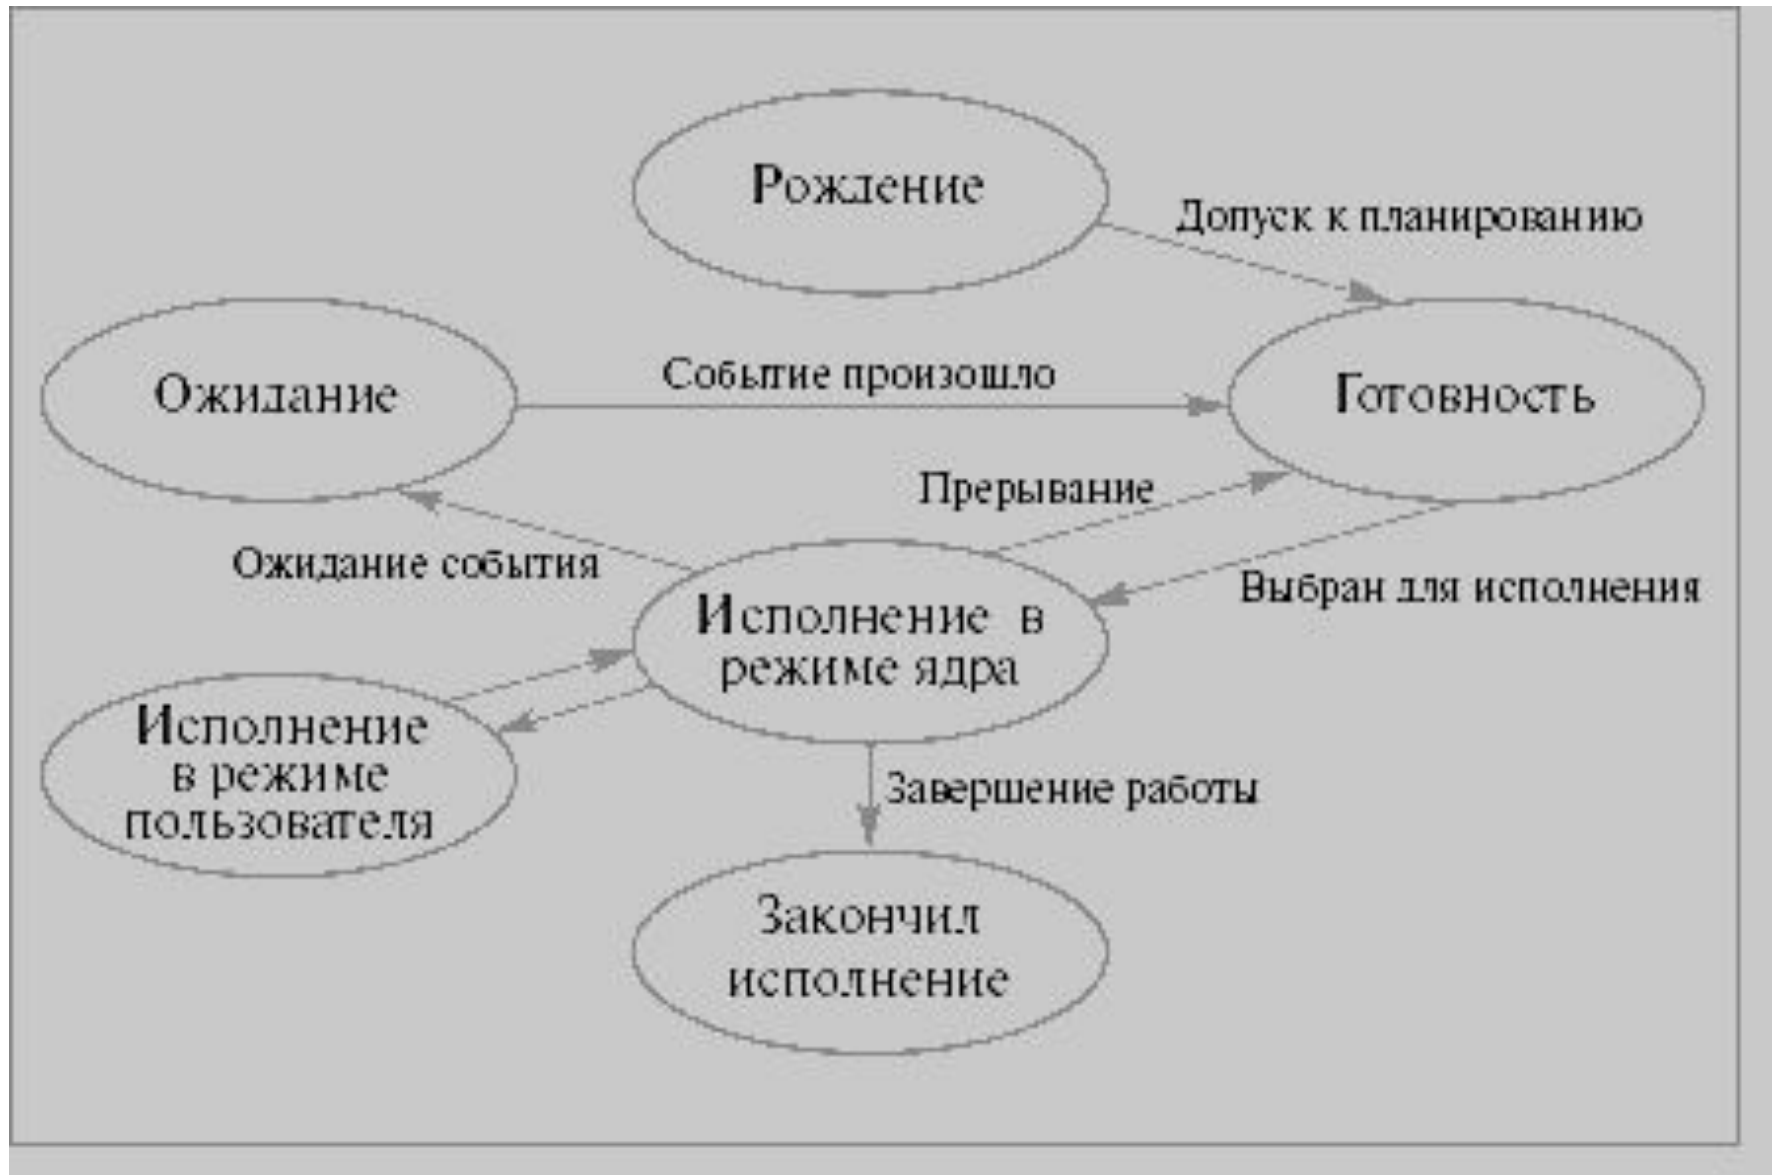 Рождение
Допуск к планированию
Ожидание
Событие произошло
Готовность
Прерывание
Ожидание события
Выбран для исполнения
Исполнение в
режиме ядра
Исполнение
в режиме
пользователя
Завершение работы
Закончил
исполнение